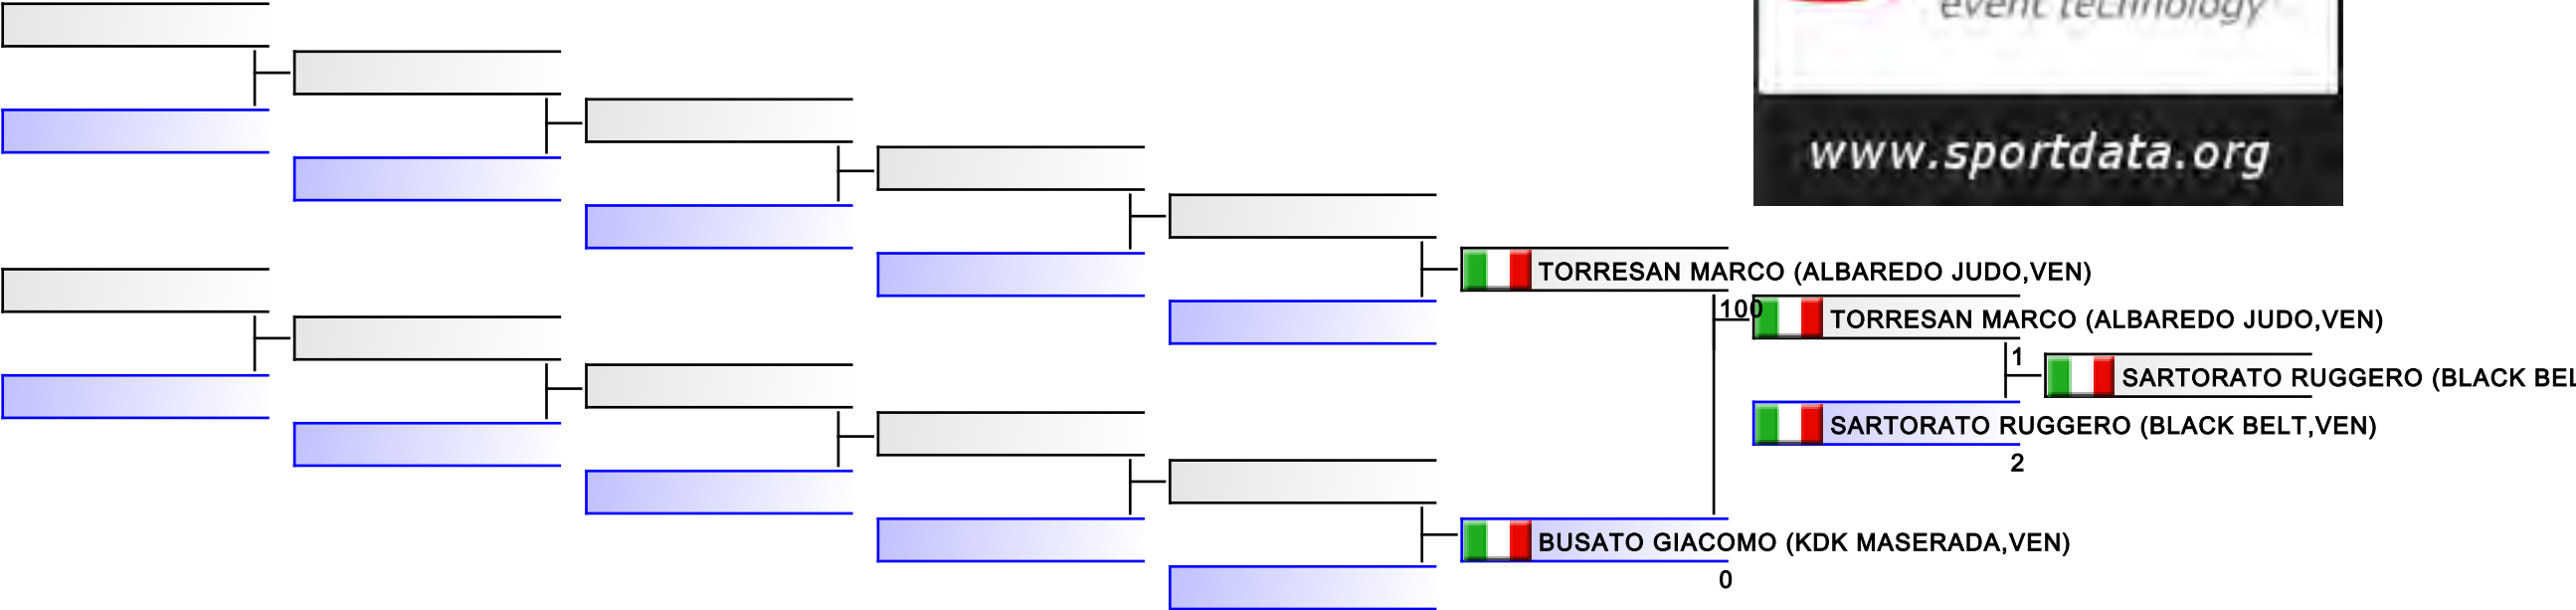 event technology
www.sportdata.org
TORRESAN MARCO (ALBAREDO JUDO,VEN)
100
TORRESAN MARCO (ALBAREDO JUDO,VEN)
1
SARTORATO RUGGERO (BLACK BEL
SARTORATO RUGGERO (BLACK BELT,VEN)
2
BUSATO GIACOMO (KDK MASERADA,VEN)
0